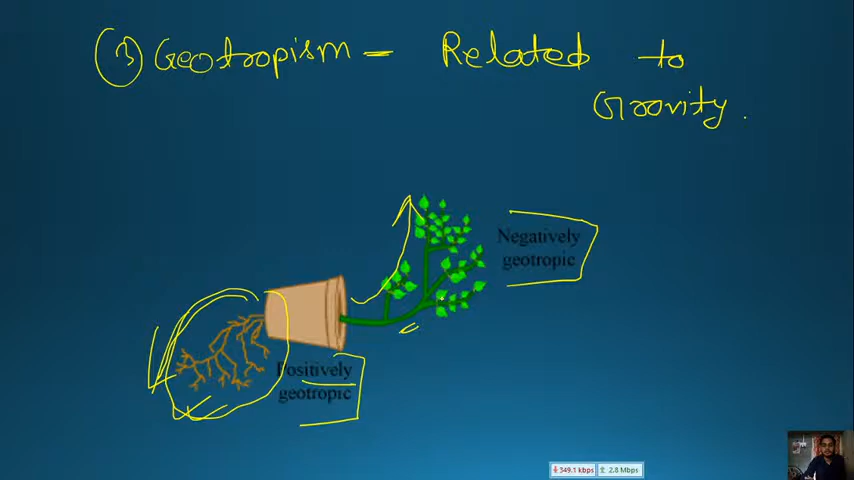 (3) Geotropism - Related to
Gravity.
Negatively
geotropic
Positively
geotropic
349.1 kbps 2.8 Mbps